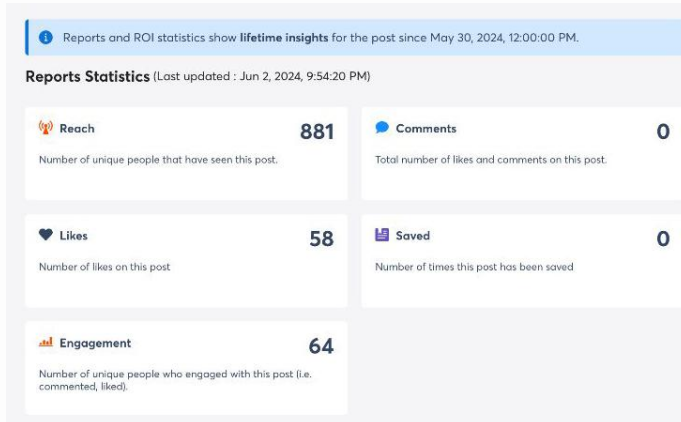 Reports and ROI statistics show lifetime insights for the post since May 30, 2024, 12:00:00 PM.
Reports Statistics (Last updated : Jun 2, 2024, 9:54:20 PM)
Reach 881
Number of unique people that have seen this post.
Comments 0
Total number of likes and comments on this post.
Likes 58
Number of likes on this post
Saved 0
Number of times this post has been saved
Engagement 64
Number of unique people who engaged with this post (i.e.
commented, liked).